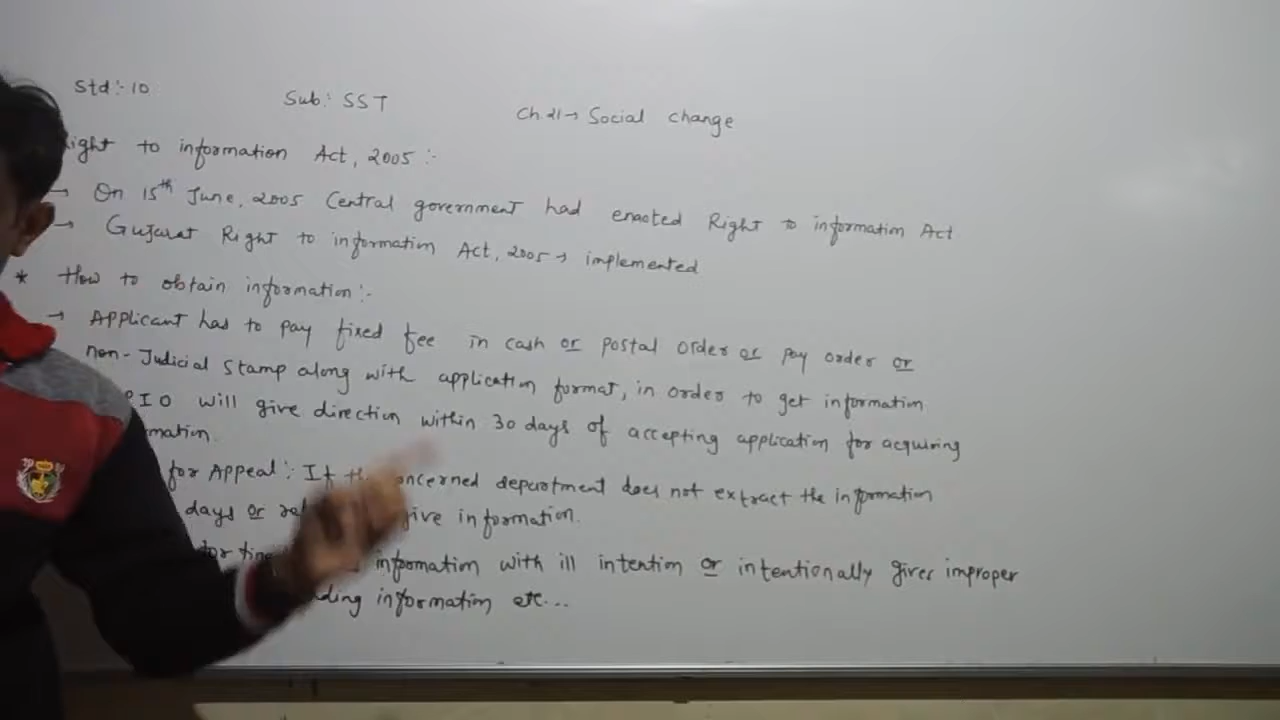 Std:- 10
Sub:- SST
Ch. 21 → Social change
Right to information Act, 2005 :-
→ On 15th June, 2005 Central government had enacted Right to information Act
→ Gujarat Right to information Act, 2005 → implemented
* How to obtain information :-
→ Applicant has to pay fixed fee in cash or postal order or pay order or
non-Judicial stamp along with application format, in order to get information
PIO will give direction within 30 days of accepting application for acquiring
mation.
for Appeal :- If the concerned department does not extract the information
days or give information.
for information with ill intention or intentionally gives improper
ding information etc...